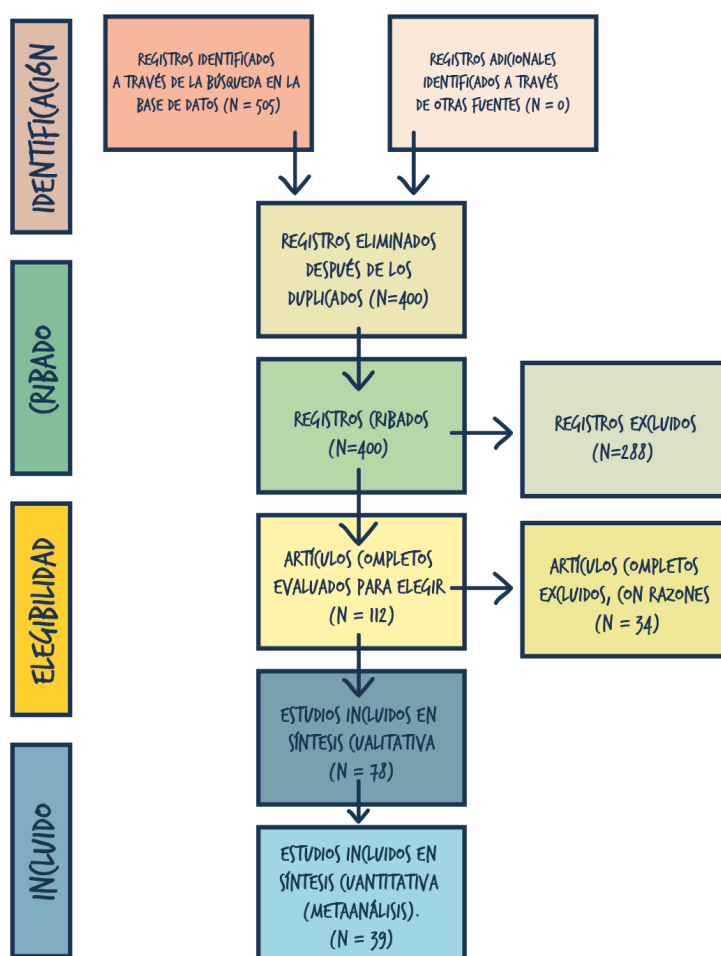 IDENTIFICACIÓN
REGISTROS IDENTIFICADOS
A TRAVÉS DE LA BÚSQUEDA EN LA
BASE DE DATOS (N = 505)
REGISTROS ADICIONALES
IDENTIFICADOS A TRAVÉS
DE OTRAS FUENTES (N = 0)
REGISTROS ELIMINADOS
DESPUÉS DE LOS
DUPLICADOS (N=400)
CRIBADO
REGISTROS CRIBADOS
(N=400)
REGISTROS EXCLUIDOS
(N=288)
ELEGIBILIDAD
ARTÍCULOS COMPLETOS
EVALUADOS PARA ELEGIR
(N = 112)
ARTÍCULOS COMPLETOS
EXCLUIDOS, CON RAZONES
(N = 34)
ESTUDIOS INCLUIDOS EN
SÍNTESIS CUALITATIVA
(N = 78)
INCLUIDO
ESTUDIOS INCLUIDOS EN
SÍNTESIS CUANTITATIVA
(METAANÁLISIS).
(N = 39)